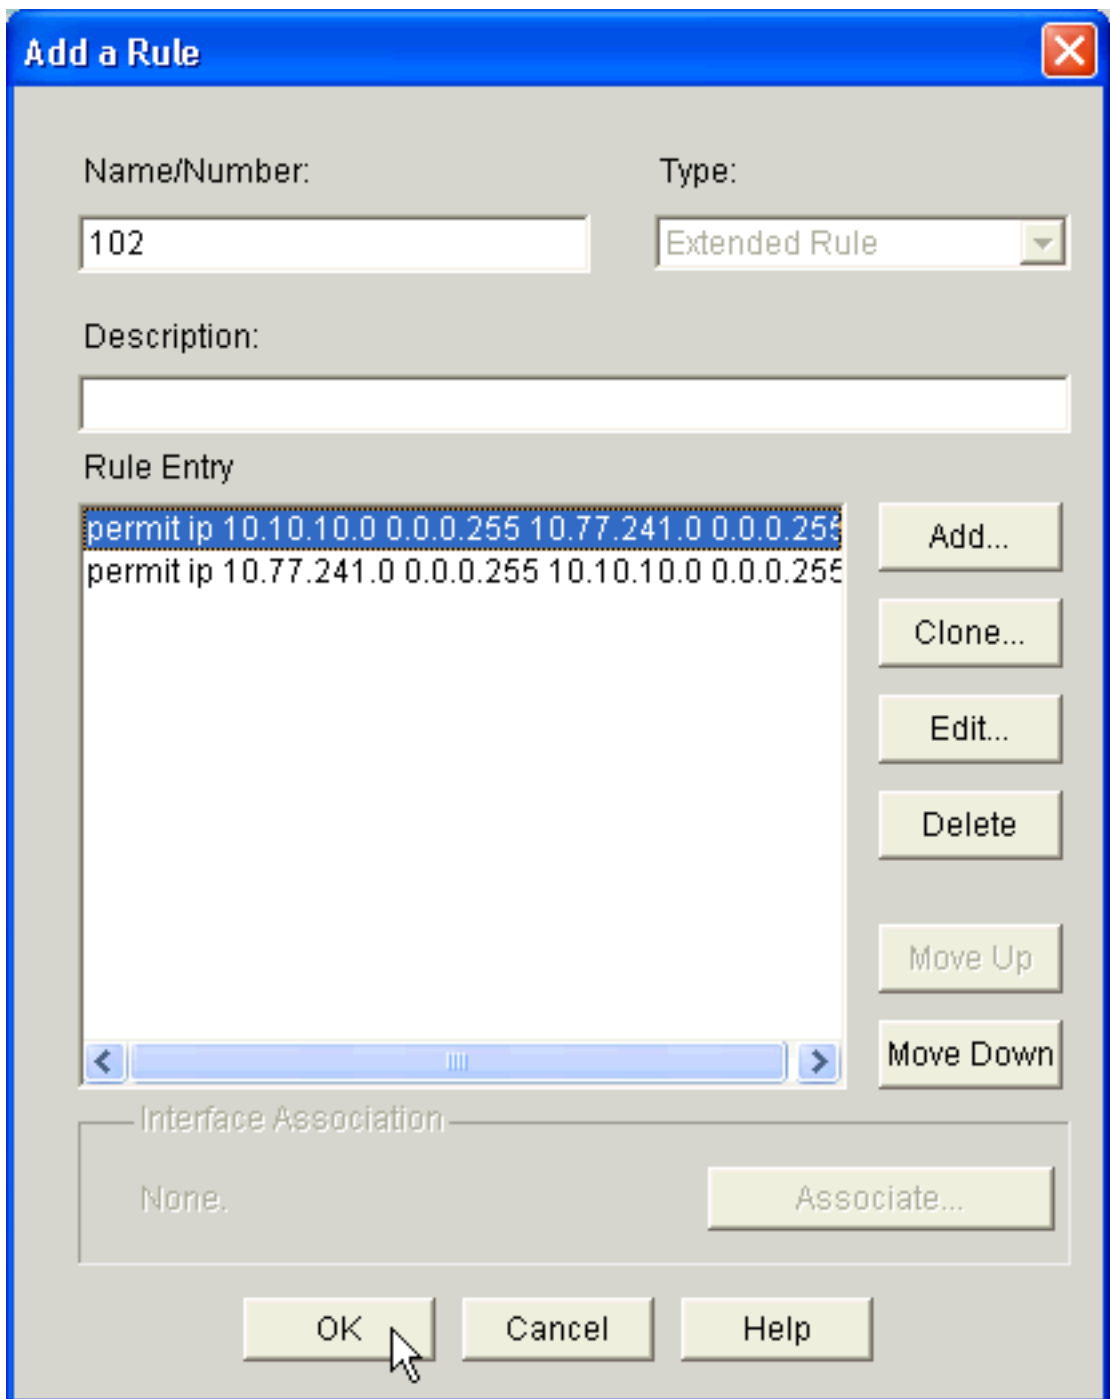 Add a Rule
Name/Number: Type:
102 Extended Rule
Description:
Rule Entry
permit ip 10.10.10.0 0.0.0.255 10.77.241.0 0.0.0.255
permit ip 10.77.241.0 0.0.0.255 10.10.10.0 0.0.0.255
Add...
Clone...
Edit...
Delete
Move Up
Move Down
Interface Association
None. Associate...
OK Cancel Help